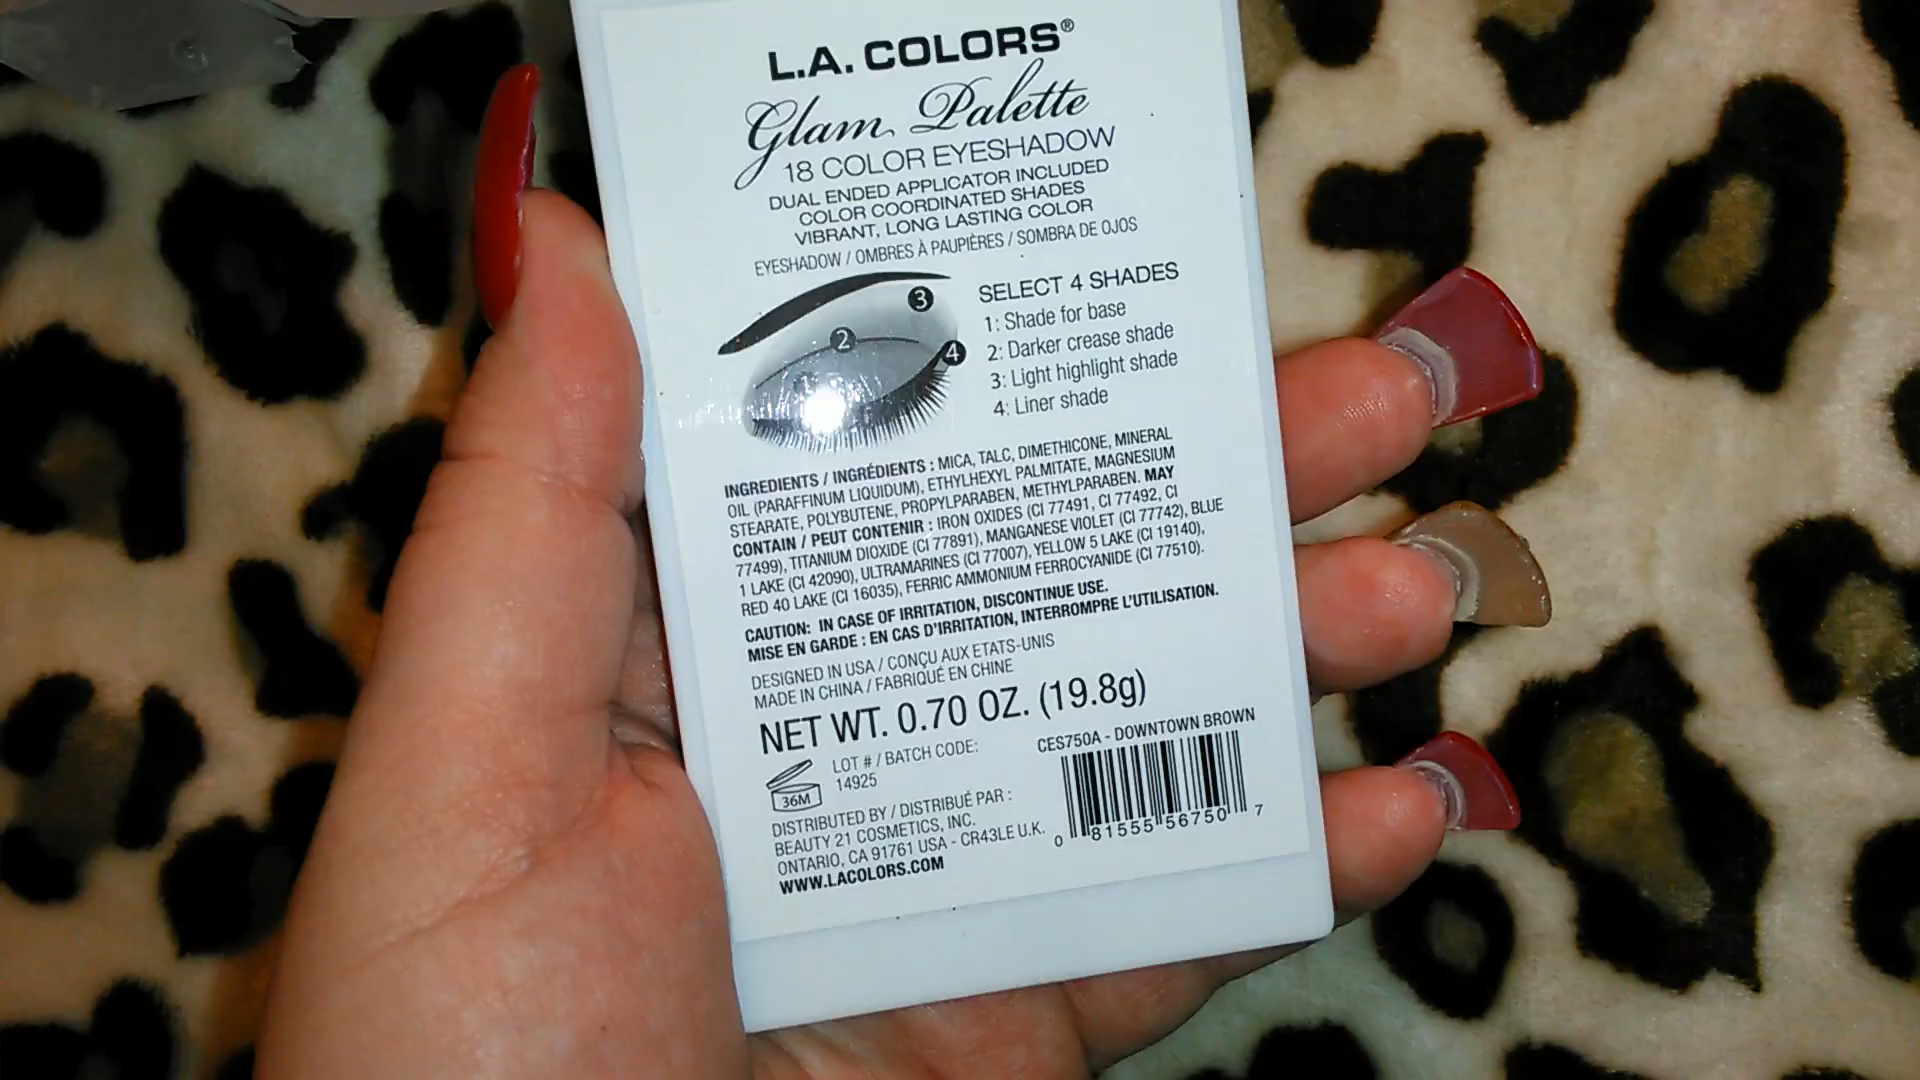 L.A. COLORS®
Glam Palette
18 COLOR EYESHADOW
DUAL ENDED APPLICATOR INCLUDED
COLOR COORDINATED SHADES
VIBRANT, LONG LASTING COLOR
EYESHADOW / OMBRES À PAUPIÈRES / SOMBRA DE OJOS
3
2
4
SELECT 4 SHADES
1: Shade for base
2: Darker crease shade
3: Light highlight shade
4: Liner shade
INGREDIENTS / INGRÉDIENTS : MICA, TALC, DIMETHICONE, MINERAL
OIL (PARAFFINUM LIQUIDUM), ETHYLHEXYL PALMITATE, MAGNESIUM
STEARATE, POLYBUTENE, PROPYLPARABEN, METHYLPARABEN. MAY
CONTAIN / PEUT CONTENIR : IRON OXIDES (CI 77491, CI 77492, CI
77499), TITANIUM DIOXIDE (CI 77891), MANGANESE VIOLET (CI 77742), BLUE
1 LAKE (CI 42090), ULTRAMARINES (CI 77007), YELLOW 5 LAKE (CI 19140),
RED 40 LAKE (CI 16035), FERRIC AMMONIUM FERROCYANIDE (CI 77510).
CAUTION: IN CASE OF IRRITATION, DISCONTINUE USE.
MISE EN GARDE : EN CAS D'IRRITATION, INTERROMPRE L'UTILISATION.
DESIGNED IN USA / CONÇU AUX ETATS-UNIS
MADE IN CHINA / FABRIQUÉ EN CHINE
NET WT. 0.70 OZ. (19.8g)
36M
LOT # / BATCH CODE:
14925
DISTRIBUTED BY / DISTRIBUÉ PAR :
BEAUTY 21 COSMETICS, INC.
ONTARIO, CA 91761 USA - CR43LE U.K.
WWW.LACOLORS.COM
CES750A - DOWNTOWN BROWN
0 81555 56750 7